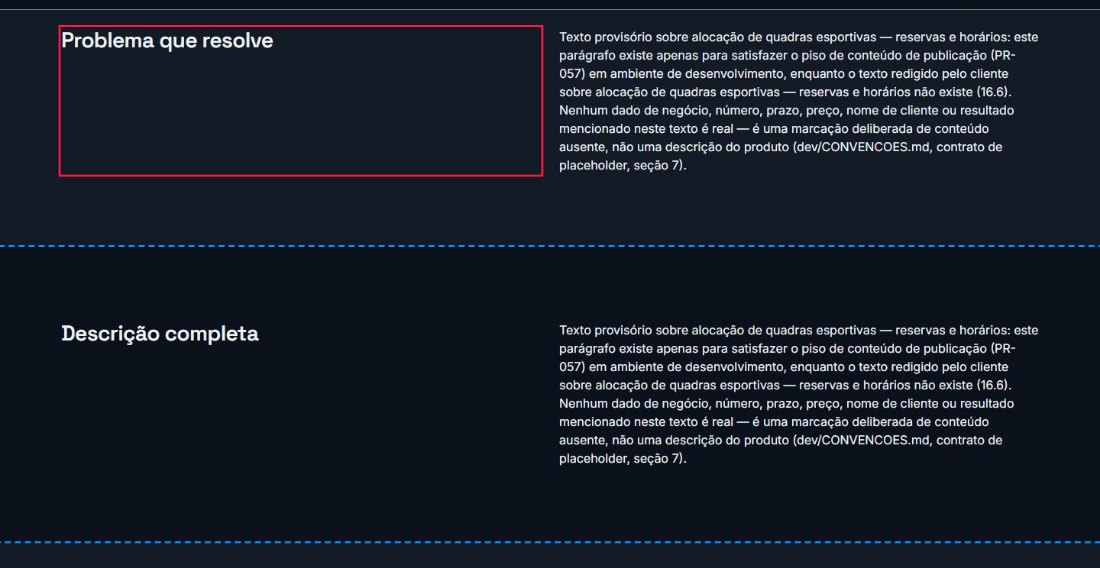 Problema que resolve
Texto provisório sobre alocação de quadras esportivas — reservas e horários: este
parágrafo existe apenas para satisfazer o piso de conteúdo de publicação (PR-
057) em ambiente de desenvolvimento, enquanto o texto redigido pelo cliente
sobre alocação de quadras esportivas — reservas e horários não existe (16.6).
Nenhum dado de negócio, número, prazo, preço, nome de cliente ou resultado
mencionado neste texto é real — é uma marcação deliberada de conteúdo
ausente, não uma descrição do produto (dev/CONVENCOES.md, contrato de
placeholder, seção 7).
Descrição completa
Texto provisório sobre alocação de quadras esportivas — reservas e horários: este
parágrafo existe apenas para satisfazer o piso de conteúdo de publicação (PR-
057) em ambiente de desenvolvimento, enquanto o texto redigido pelo cliente
sobre alocação de quadras esportivas — reservas e horários não existe (16.6).
Nenhum dado de negócio, número, prazo, preço, nome de cliente ou resultado
mencionado neste texto é real — é uma marcação deliberada de conteúdo
ausente, não uma descrição do produto (dev/CONVENCOES.md, contrato de
placeholder, seção 7).